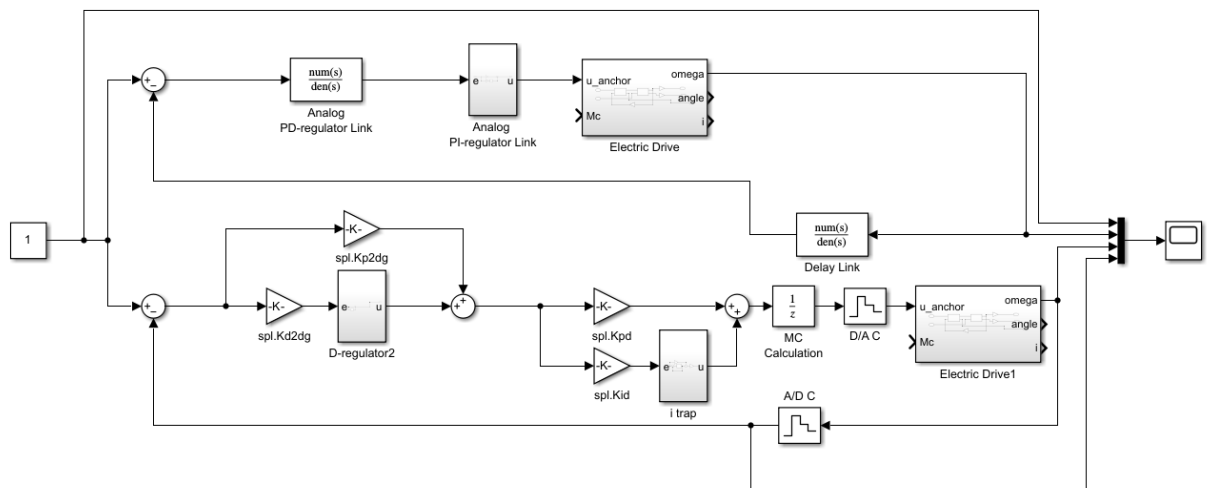 num(s)
den(s)
Analog
PD-regulator Link
e
u
Analog
PI-regulator Link
u_anchor
Mc
omega
angle
i
Electric Drive
1
-K-
spl.Kp2dg
-K-
spl.Kd2dg
e
u
D-regulator2
num(s)
den(s)
Delay Link
-K-
spl.Kpd
-K-
spl.Kid
e
u
i trap
1
z
MC
Calculation
D/A C
u_anchor
Mc
omega
angle
i
Electric Drive1
A/D C